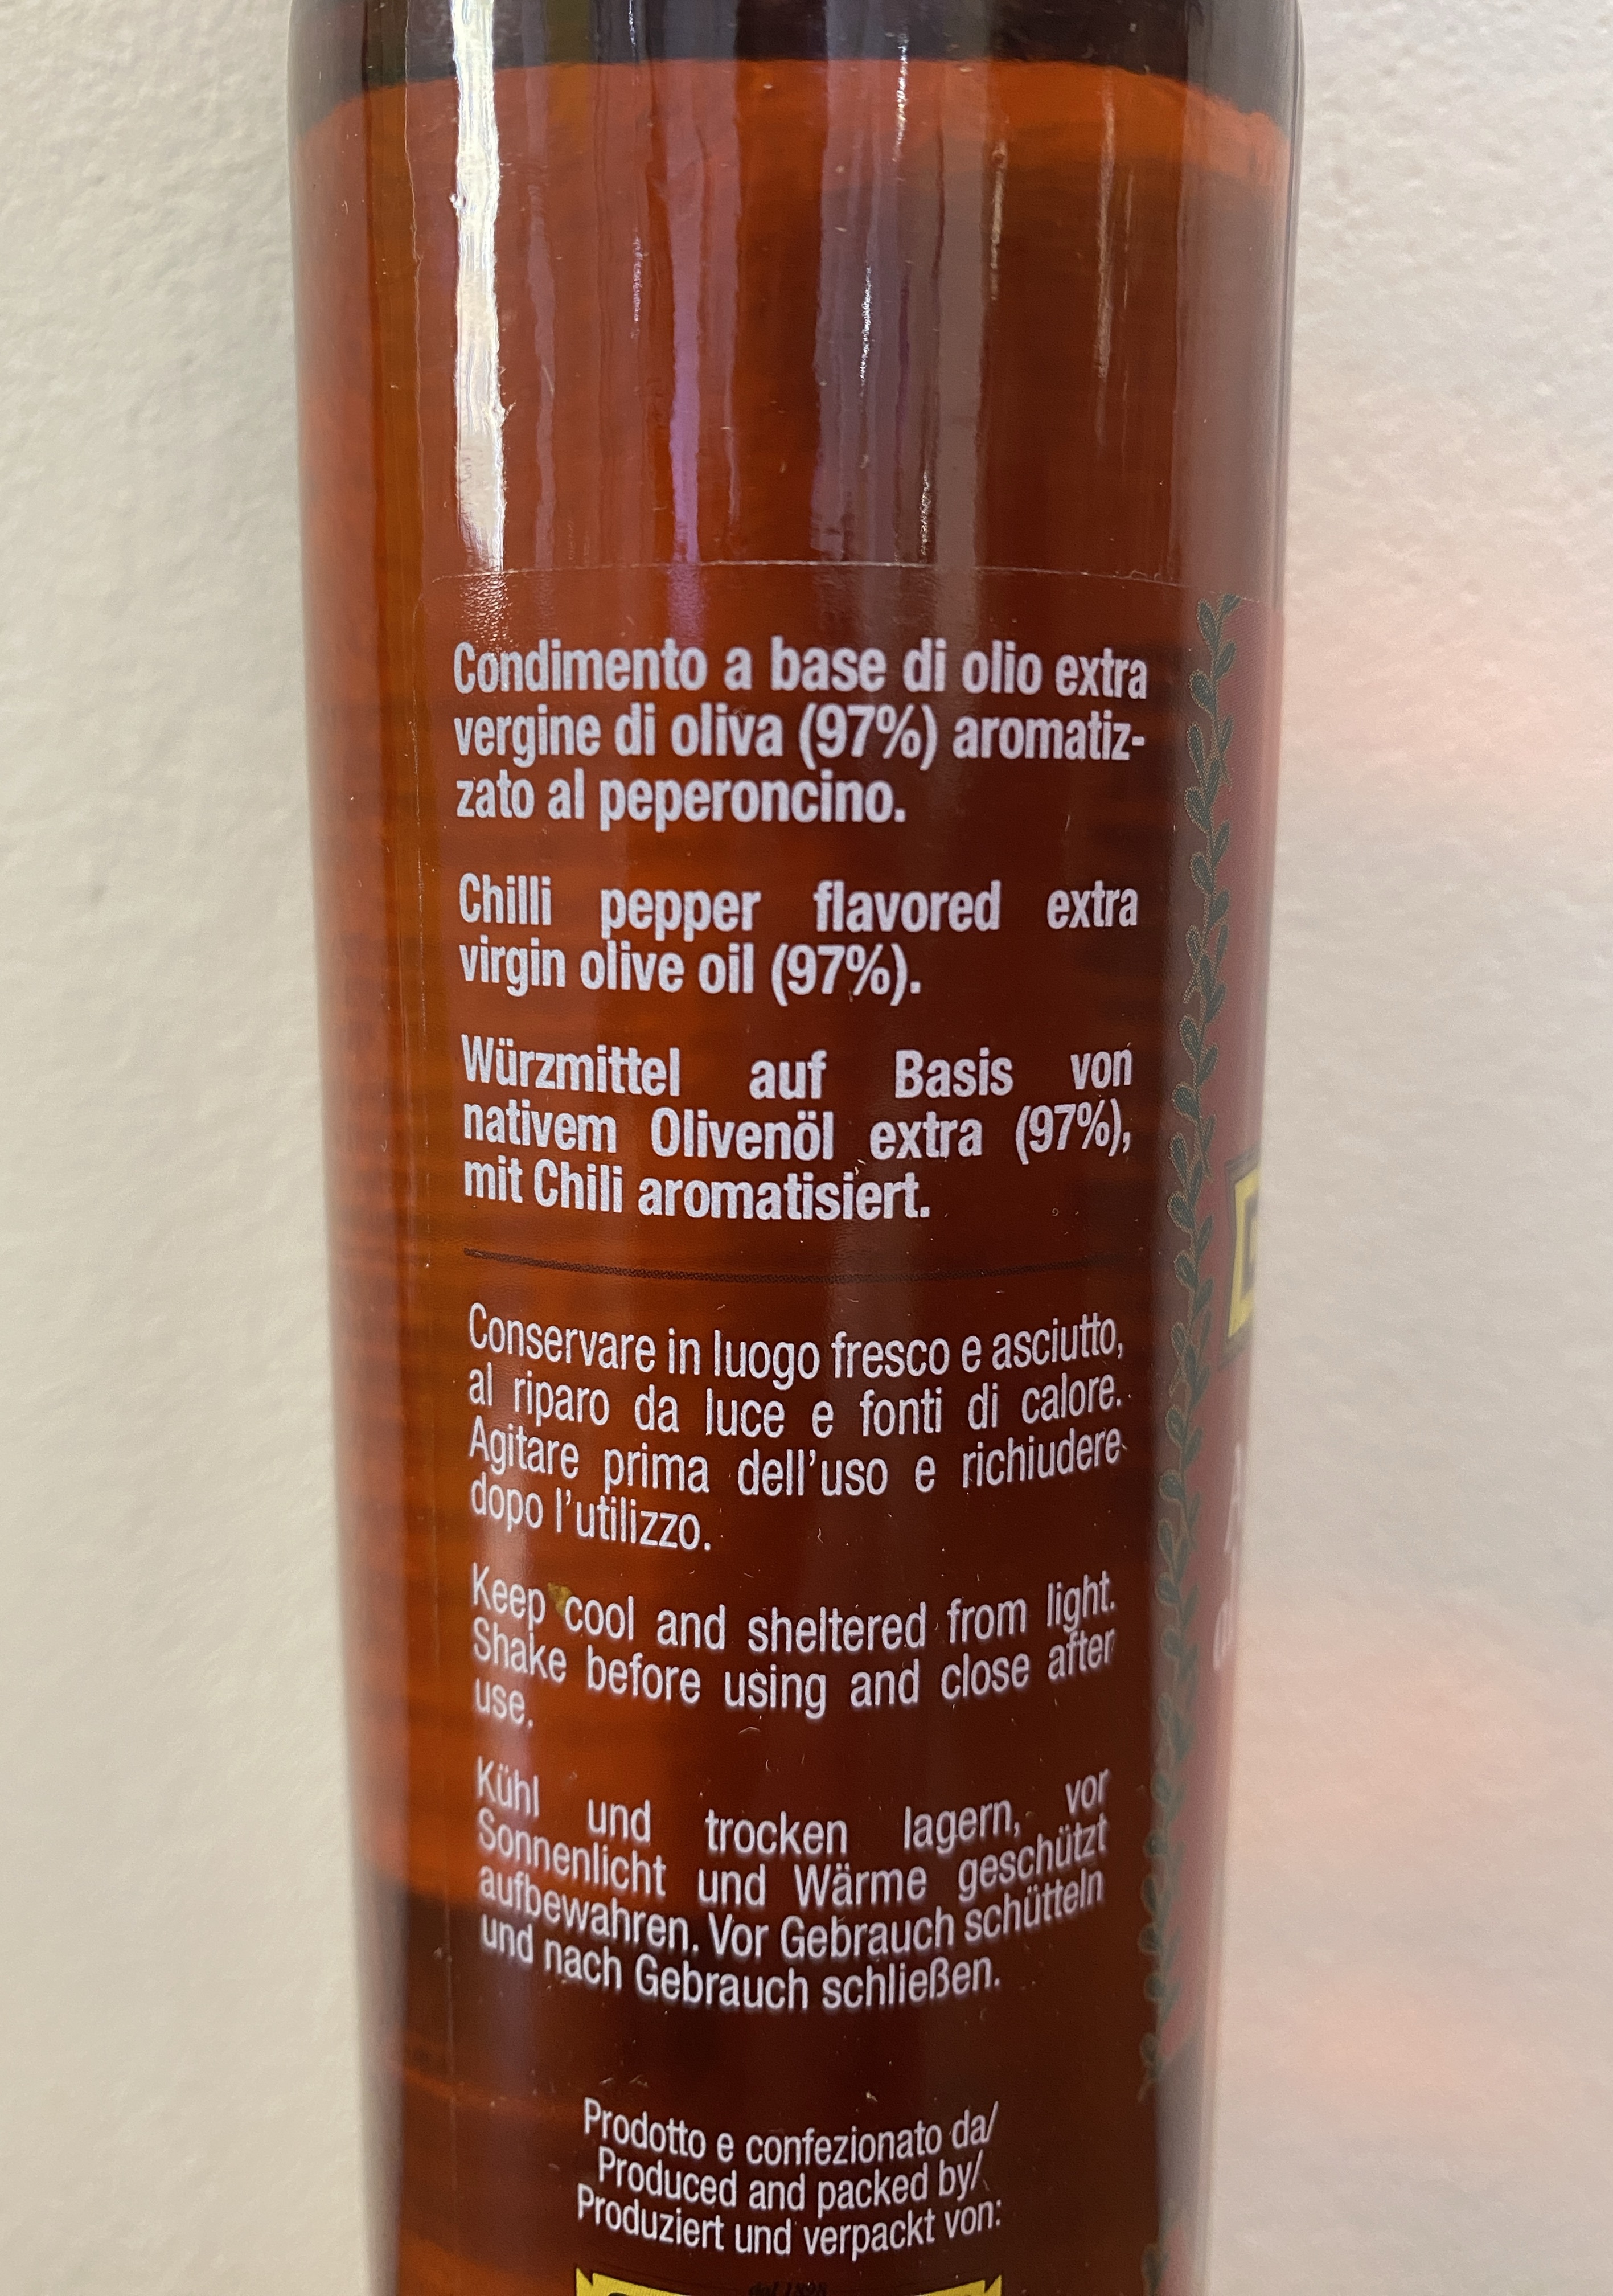 Condimento a base di olio extra
vergine di oliva (97%) aromatiz-
zato al peperoncino.
Chilli pepper flavored extra
virgin olive oil (97%).
Würzmittel auf Basis von
nativem Olivenöl extra (97%),
mit Chili aromatisiert.
Conservare in luogo fresco e asciutto,
al riparo da luce e fonti di calore.
Agitare prima dell'uso e richiudere
dopo l'utilizzo.
Keep cool and sheltered from light.
Shake before using and close after
use.
Kühl und trocken lagern, vor
Sonnenlicht und Wärme geschützt
aufbewahren. Vor Gebrauch schütteln
und nach Gebrauch schließen.
Prodotto e confezionato da/
Produced and packed by/
Produziert und verpackt von:
dal 1898